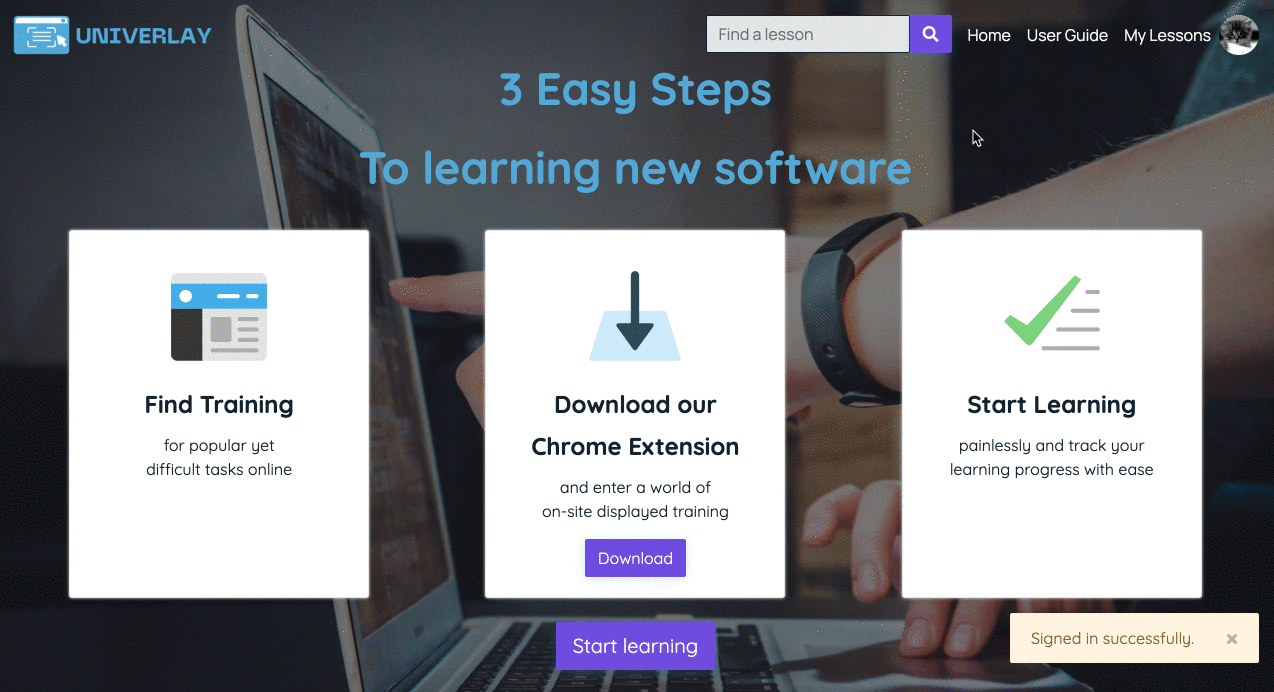 UNIVERLAY
Find a lesson
Home
User Guide
My Lessons
3 Easy Steps
To learning new software
Find Training
for popular yet
difficult tasks online
Download our
Chrome Extension
and enter a world of
on-site displayed training
Download
Start Learning
painlessly and track your
learning progress with ease
Start learning
Signed in successfully.
×